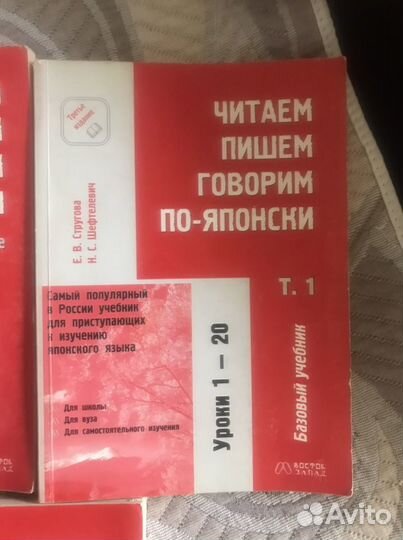 Третье
издание
ЧИТАЕМ
ПИШЕМ
ГОВОРИМ
ПО-ЯПОНСКИ
Е. В. Стругова
Н. С. Шефтелевич
Т. 1
Самый популярный
в России учебник
для приступающих
к изучению
японского языка
Уроки 1 – 20
Базовый учебник
Для школы
Для вуза
Для самостоятельного изучения
ВОСТОК
ЗАПАД
Avito